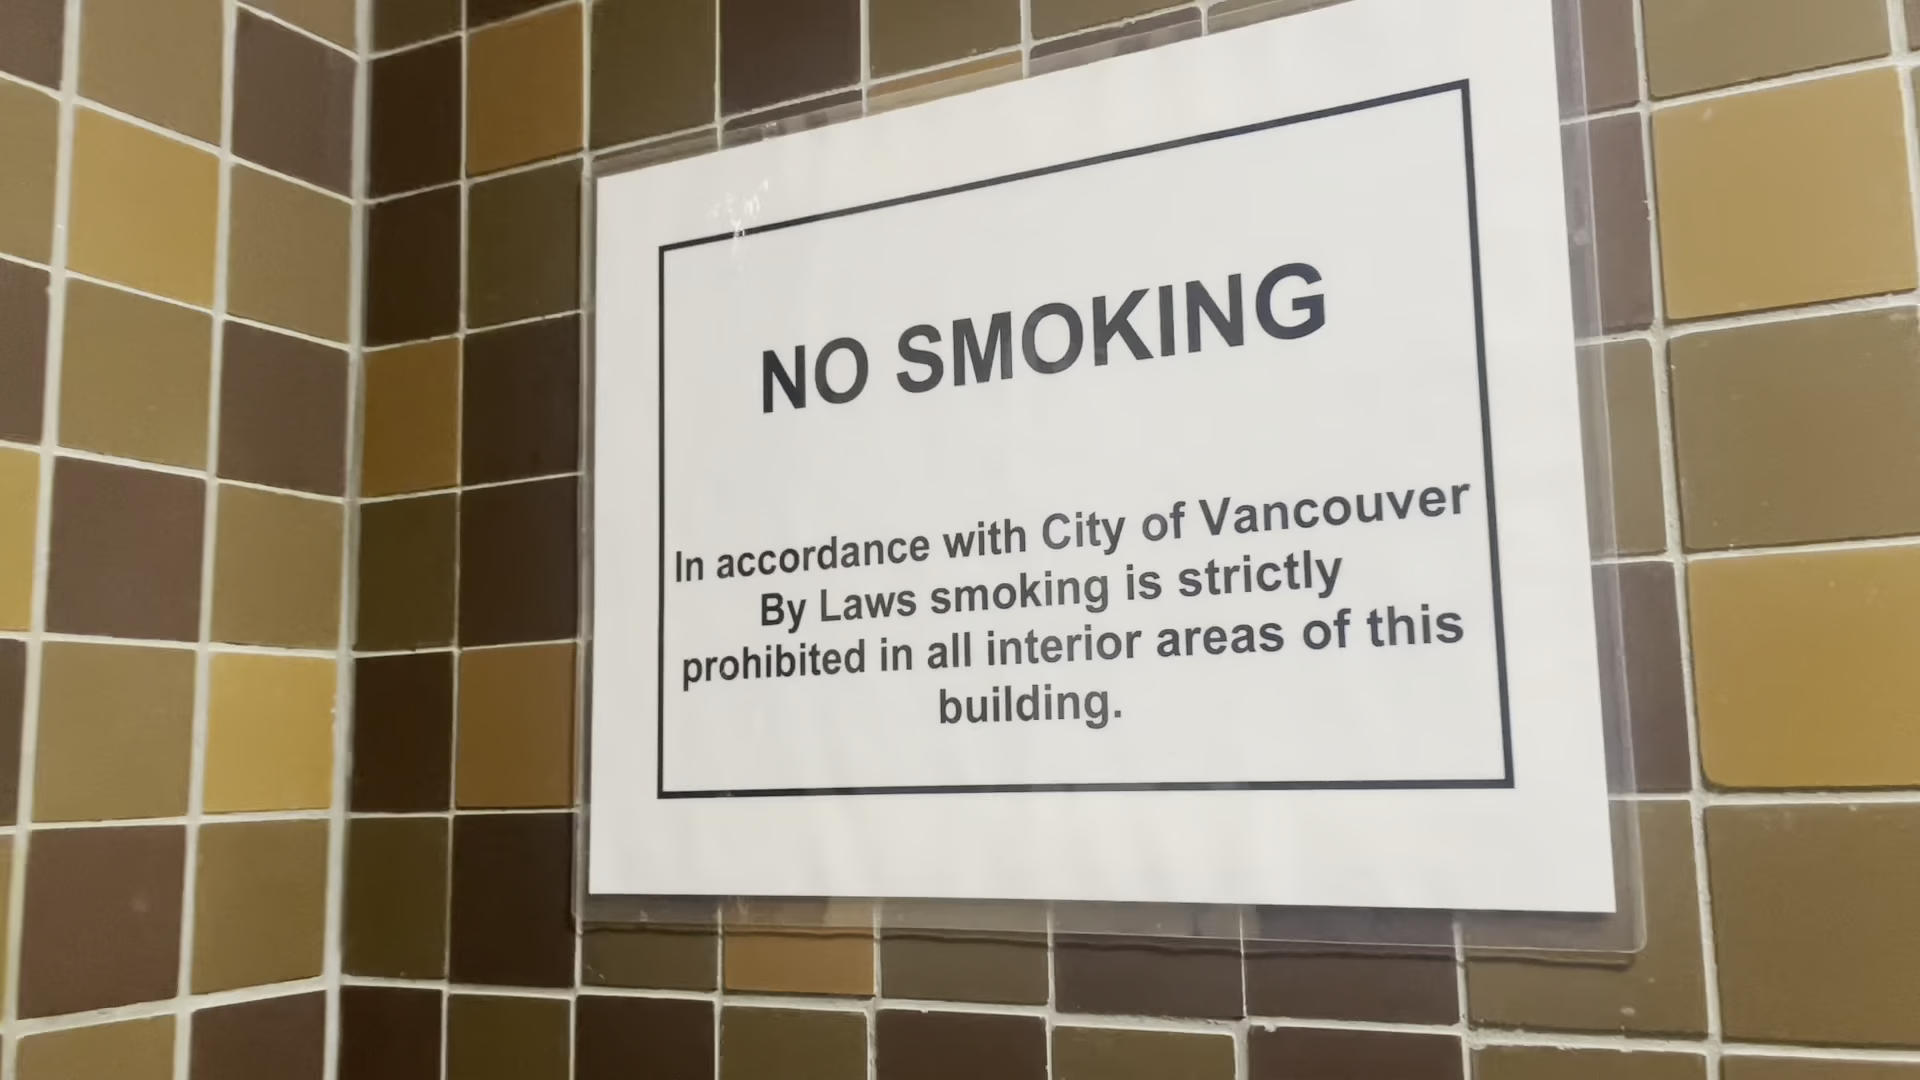 NO SMOKING
In accordance with City of Vancouver
By Laws smoking is strictly
prohibited in all interior areas of this
building.